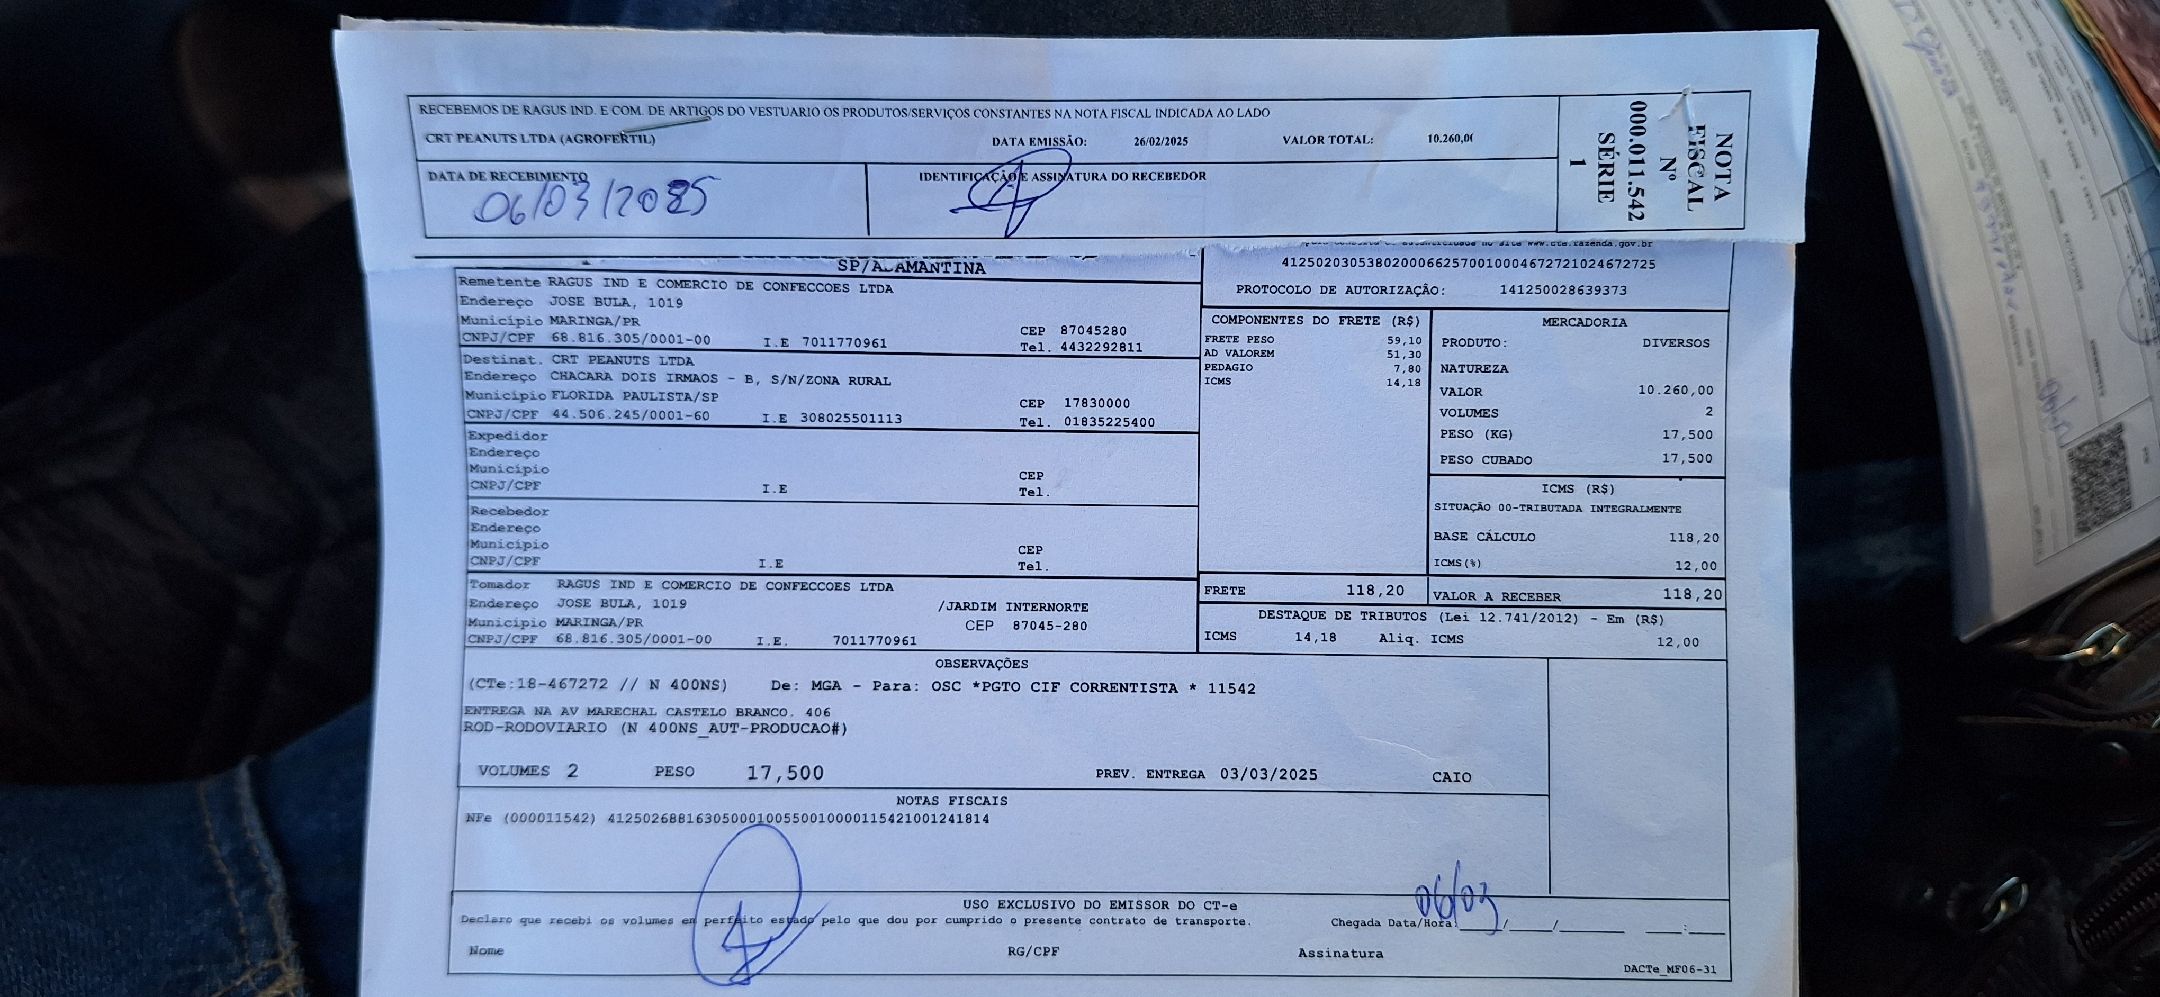 RECEBEMOS DE RAGUS IND. E COM. DE ARTIGOS DO VESTUARIO OS PRODUTOS/SERVIÇOS CONSTANTES NA NOTA FISCAL INDICADA AO LADO
CRT PEANUTS LTDA (AGROFERTIL) DATA EMISSÃO: 26/02/2025 VALOR TOTAL: 10.260,0
DATA DE RECEBIMENTO IDENTIFICAÇÃO E ASSINATURA DO RECEBEDOR
06/03/2025
NOTA
FISCAL
Nº
000.011.542
SÉRIE
1
SP/ADAMANTINA
Remetente RAGUS IND E COMERCIO DE CONFECCOES LTDA
Endereço JOSE BULA, 1019
Município MARINGA/PR CEP 87045280
CNPJ/CPF 68.816.305/0001-00 I.E 7011770961 Tel. 4432292811
Destinat. CRT PEANUTS LTDA
Endereço CHACARA DOIS IRMAOS - B, S/N/ZONA RURAL
Município FLORIDA PAULISTA/SP CEP 17830000
CNPJ/CPF 44.506.245/0001-60 I.E 308025501113 Tel. 01835225400
Expedidor
Endereço
Município CEP
CNPJ/CPF I.E Tel.
Recebedor
Endereço
Município CEP
CNPJ/CPF I.E Tel.
Tomador RAGUS IND E COMERCIO DE CONFECCOES LTDA
Endereço JOSE BULA, 1019 /JARDIM INTERNORTE
Município MARINGA/PR CEP 87045-280
CNPJ/CPF 68.816.305/0001-00 I.E. 7011770961
41250203053802000662570010004672721024672725
PROTOCOLO DE AUTORIZAÇÃO: 141250028639373
COMPONENTES DO FRETE (R$)
FRETE PESO 59,10
AD VALOREM 51,30
PEDAGIO 7,80
ICMS 14,18
MERCADORIA
PRODUTO: DIVERSOS
NATUREZA
VALOR 10.260,00
VOLUMES 2
PESO (KG) 17,500
PESO CUBADO 17,500
ICMS (R$)
SITUAÇÃO 00-TRIBUTADA INTEGRALMENTE
BASE CÁLCULO 118,20
ICMS(%) 12,00
FRETE 118,20 VALOR A RECEBER 118,20
DESTAQUE DE TRIBUTOS (Lei 12.741/2012) - Em (R$)
ICMS 14,18 Aliq. ICMS 12,00
OBSERVAÇÕES
(CTe:18-467272 // N 400NS) De: MGA - Para: OSC *PGTO CIF CORRENTISTA * 11542
ENTREGA NA AV MARECHAL CASTELO BRANCO. 406
ROD-RODOVIARIO (N 400NS_AUT-PRODUCAO#)
VOLUMES 2 PESO 17,500 PREV. ENTREGA 03/03/2025 CAIO
NOTAS FISCAIS
NFe (000011542) 41250268816305000100550010000115421001241814
USO EXCLUSIVO DO EMISSOR DO CT-e
Declaro que recebi os volumes em perfeito estado pelo que dou por cumprido o presente contrato de transporte. Chegada Data/Hora: 06/03 / /
Nome RG/CPF Assinatura
DACTe_MF06-31